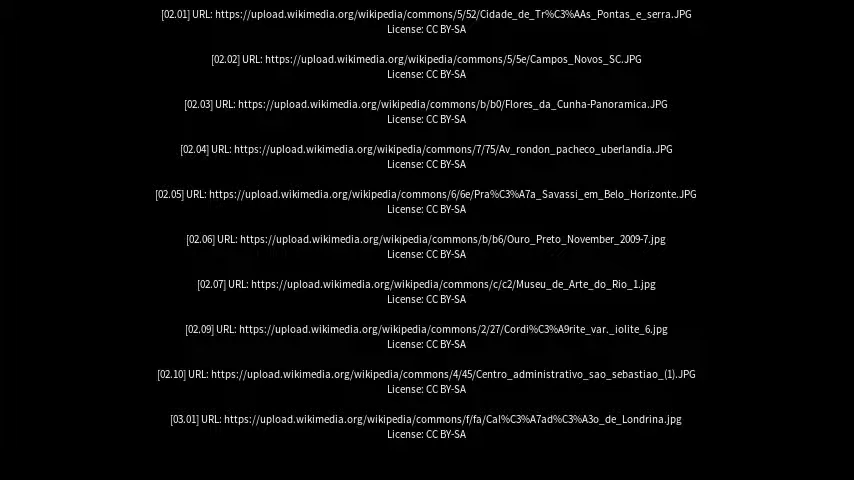 [02.01] URL: https://upload.wikimedia.org/wikipedia/commons/5/52/Cidade_de_Tr%C3%AAs_Pontas_e_serra.JPG
License: CC BY-SA
[02.02] URL: https://upload.wikimedia.org/wikipedia/commons/5/5e/Campos_Novos_SC.JPG
License: CC BY-SA
[02.03] URL: https://upload.wikimedia.org/wikipedia/commons/b/b0/Flores_da_Cunha-Panoramica.JPG
License: CC BY-SA
[02.04] URL: https://upload.wikimedia.org/wikipedia/commons/7/75/Av_rondon_pacheco_uberlandia.JPG
License: CC BY-SA
[02.05] URL: https://upload.wikimedia.org/wikipedia/commons/6/6e/Pra%C3%A7a_Savassi_em_Belo_Horizonte.JPG
License: CC BY-SA
[02.06] URL: https://upload.wikimedia.org/wikipedia/commons/b/b6/Ouro_Preto_November_2009-7.jpg
License: CC BY-SA
[02.07] URL: https://upload.wikimedia.org/wikipedia/commons/c/c2/Museu_de_Arte_do_Rio_1.jpg
License: CC BY-SA
[02.09] URL: https://upload.wikimedia.org/wikipedia/commons/2/27/Cordi%C3%A9rite_var._iolite_6.jpg
License: CC BY-SA
[02.10] URL: https://upload.wikimedia.org/wikipedia/commons/4/45/Centro_administrativo_sao_sebastiao_(1).JPG
License: CC BY-SA
[03.01] URL: https://upload.wikimedia.org/wikipedia/commons/f/fa/Cal%C3%A7ad%C3%A3o_de_Londrina.jpg
License: CC BY-SA